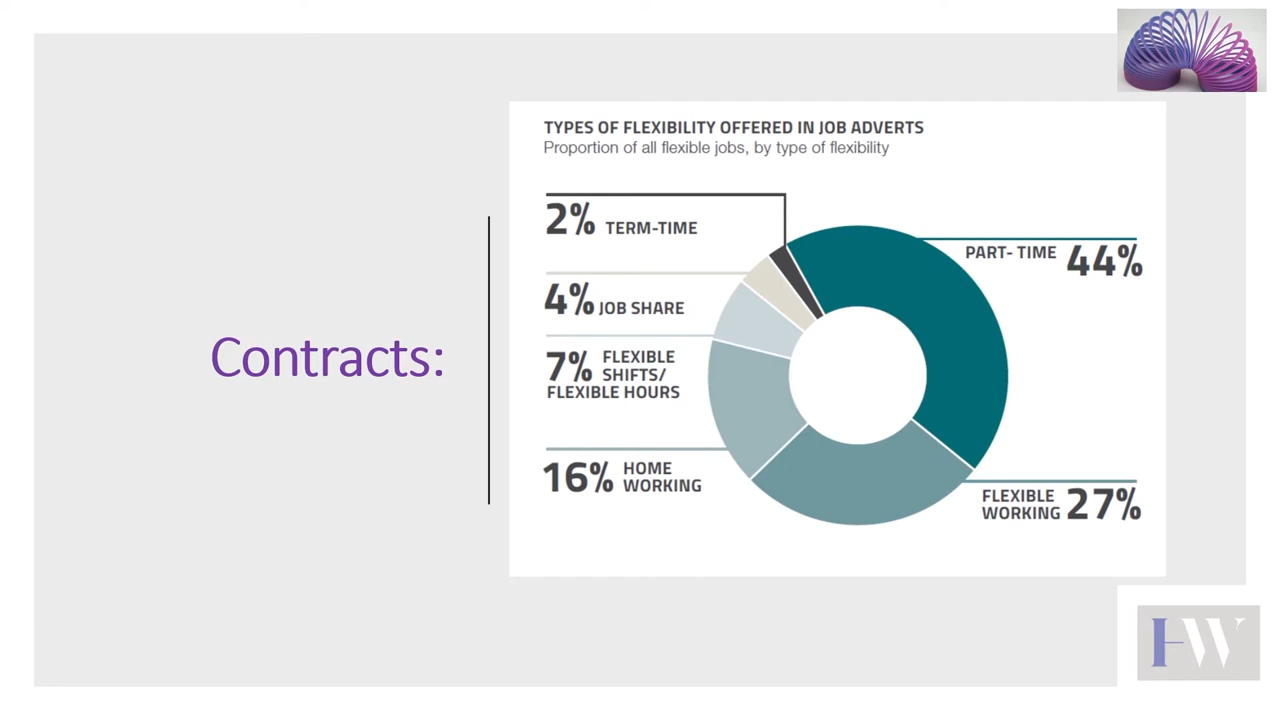 TYPES OF FLEXIBILITY OFFERED IN JOB ADVERTS
Proportion of all flexible jobs, by type of flexibility
2% TERM-TIME
PART- TIME 44%
4% JOB SHARE
Contracts:
7% FLEXIBLE
SHIFTS/
FLEXIBLE HOURS
16% HOME
WORKING
FLEXIBLE
WORKING 27%
HW